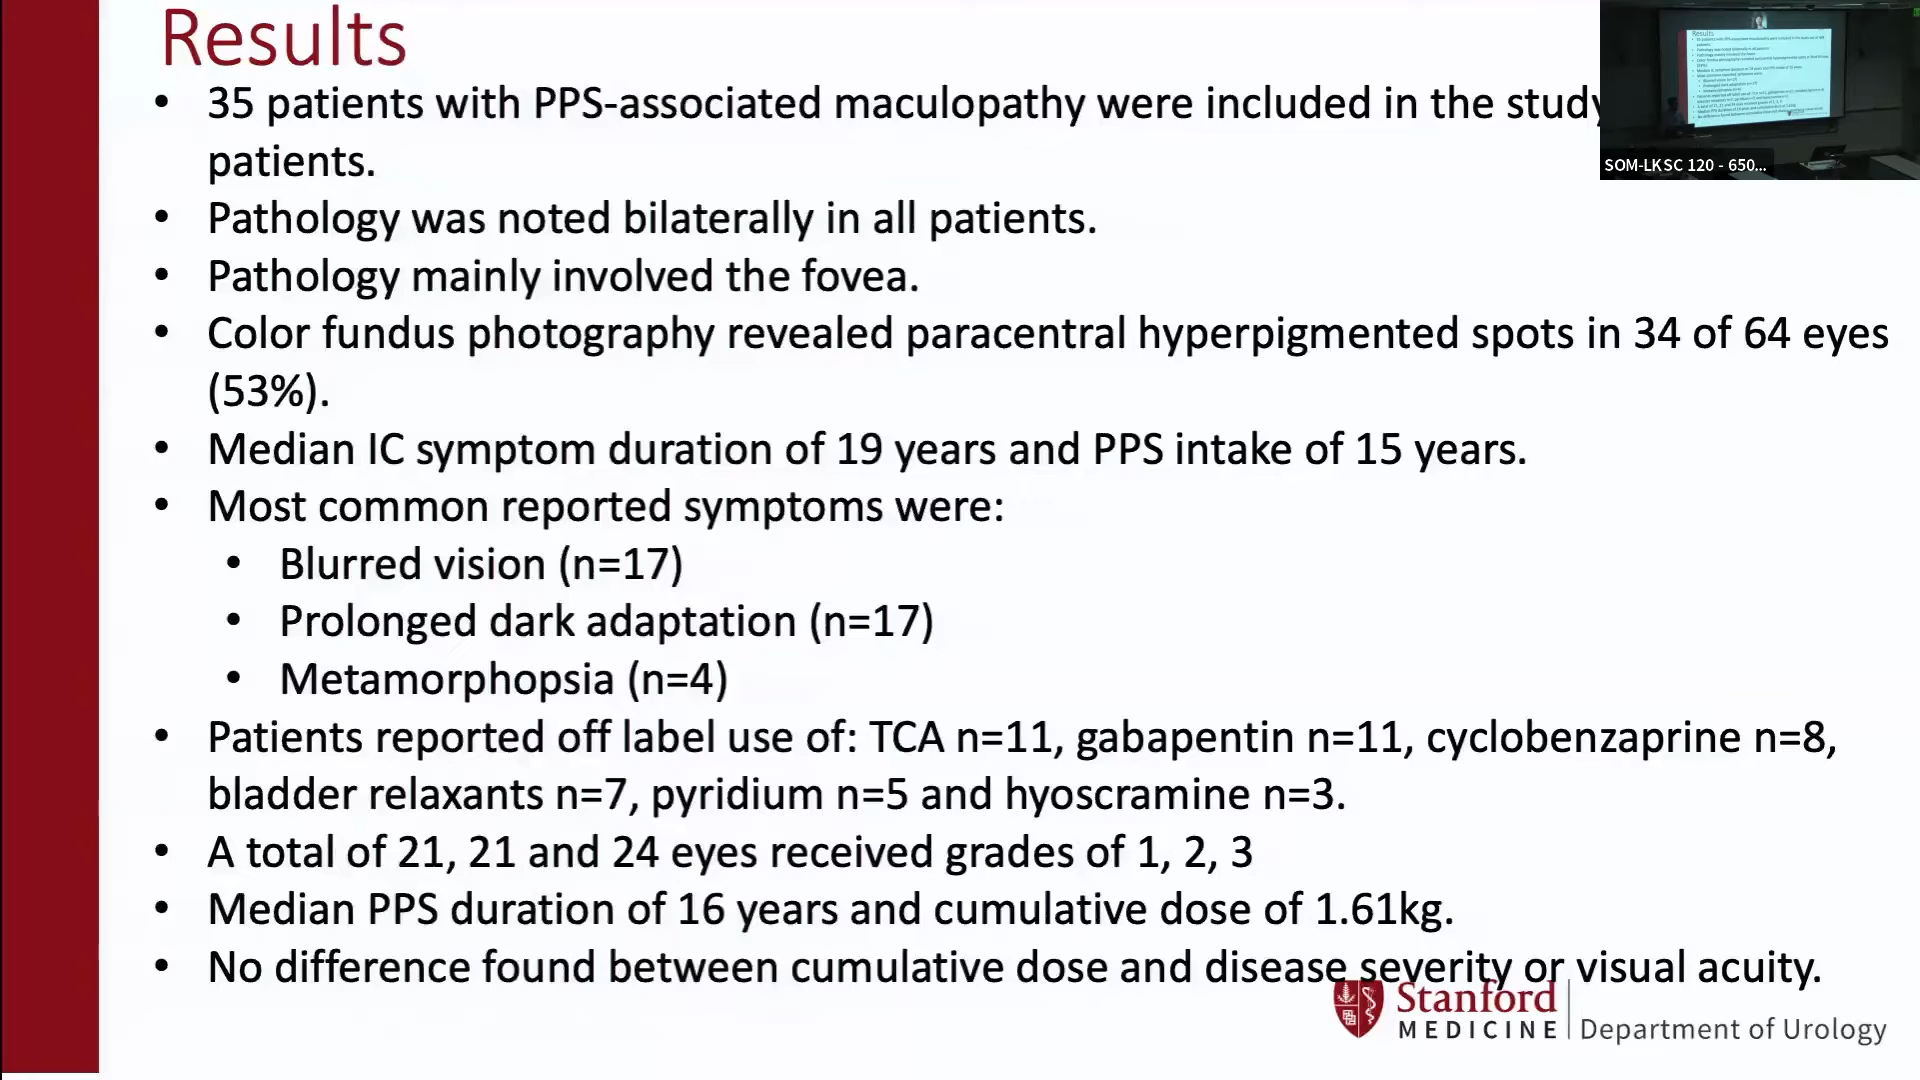 Results
• 35 patients with PPS-associated maculopathy were included in the study
patients.
• Pathology was noted bilaterally in all patients.
• Pathology mainly involved the fovea.
• Color fundus photography revealed paracentral hyperpigmented spots in 34 of 64 eyes
(53%).
• Median IC symptom duration of 19 years and PPS intake of 15 years.
• Most common reported symptoms were:
• Blurred vision (n=17)
• Prolonged dark adaptation (n=17)
• Metamorphopsia (n=4)
• Patients reported off label use of: TCA n=11, gabapentin n=11, cyclobenzaprine n=8,
bladder relaxants n=7, pyridium n=5 and hyoscramine n=3.
• A total of 21, 21 and 24 eyes received grades of 1, 2, 3
• Median PPS duration of 16 years and cumulative dose of 1.61kg.
• No difference found between cumulative dose and disease severity or visual acuity.
Stanford
MEDICINE
Department of Urology
SOM-LKSC 120 - 650...